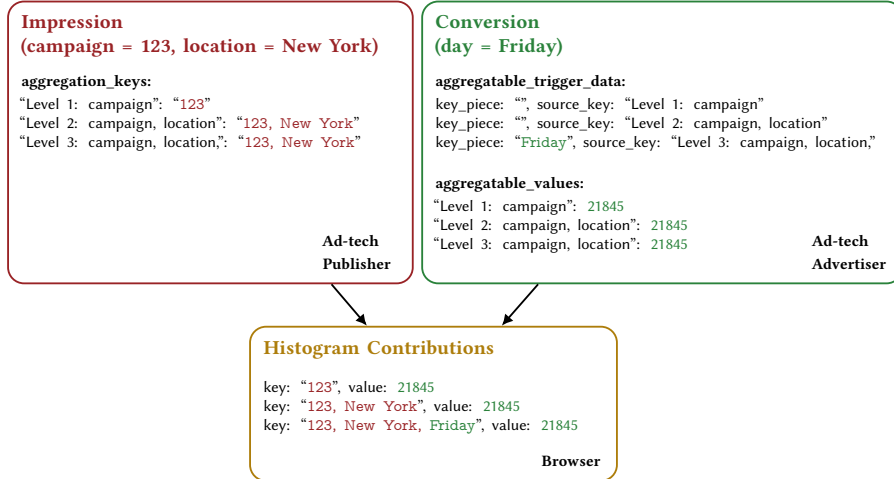 Impression
(campaign = 123, location = New York)
aggregation_keys:
“Level 1: campaign”: “123”
“Level 2: campaign, location”: “123, New York”
“Level 3: campaign, location,”: “123, New York”
Ad-tech
Publisher
Conversion
(day = Friday)
aggregatable_trigger_data:
key_piece: “”, source_key: “Level 1: campaign”
key_piece: “”, source_key: “Level 2: campaign, location”
key_piece: “Friday”, source_key: “Level 3: campaign, location,”
aggregatable_values:
“Level 1: campaign”: 21845
“Level 2: campaign, location”: 21845
“Level 3: campaign, location”: 21845
Ad-tech
Advertiser
Histogram Contributions
key: “123”, value: 21845
key: “123, New York”, value: 21845
key: “123, New York, Friday”, value: 21845
Browser